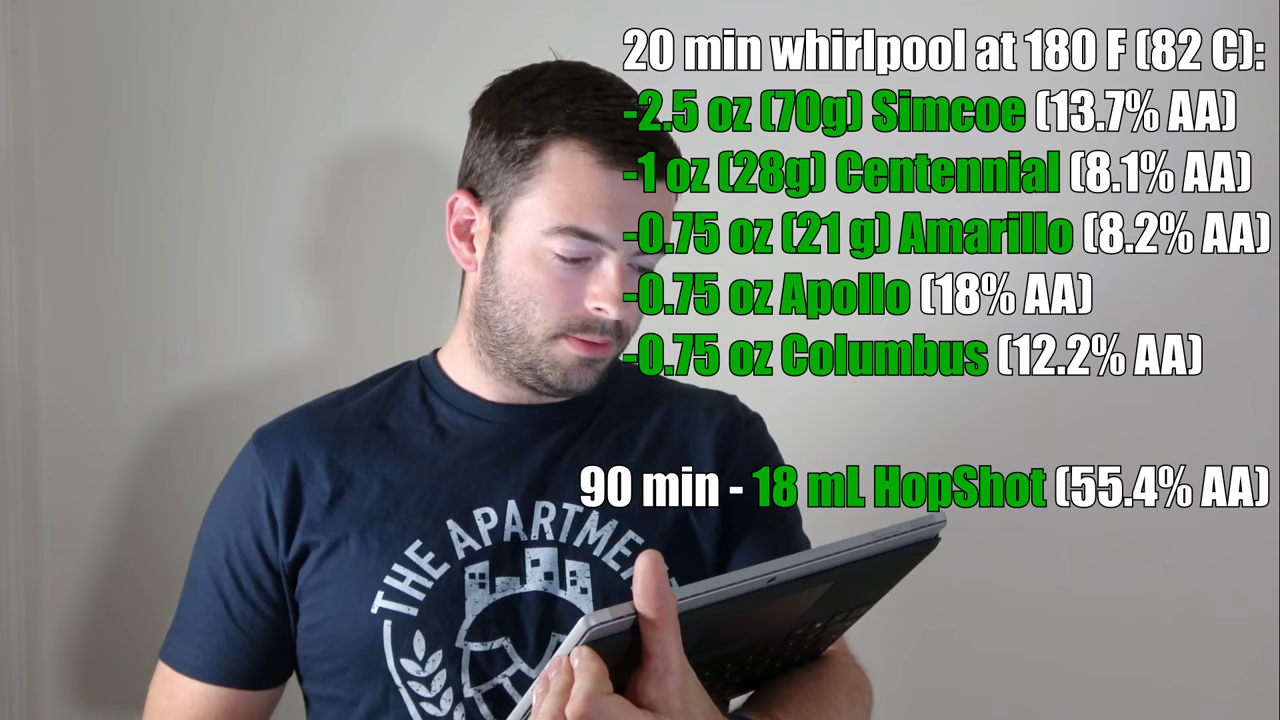 20 min whirlpool at 180 F (82 C):
-2.5 oz (70g) Simcoe (13.7% AA)
-1 oz (28g) Centennial (8.1% AA)
-0.75 oz (21 g) Amarillo (8.2% AA)
-0.75 oz Apollo (18% AA)
-0.75 oz Columbus (12.2% AA)
90 min - 18 mL HopShot (55.4% AA)
THE